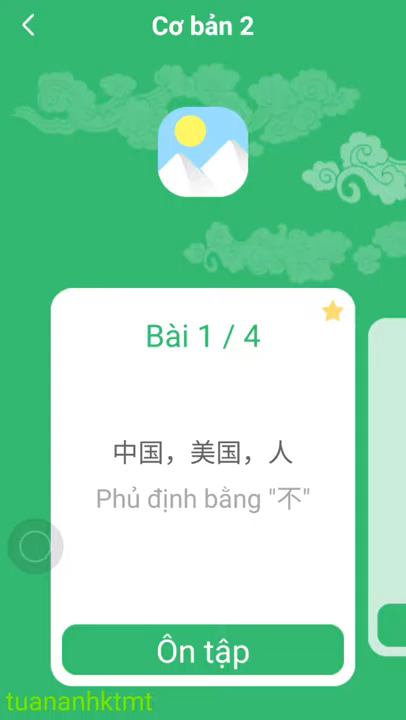 Cơ bản 2
Bài 1 / 4
中国，美国，人
Phủ định bằng "不"
Ôn tập
tuananhktmt